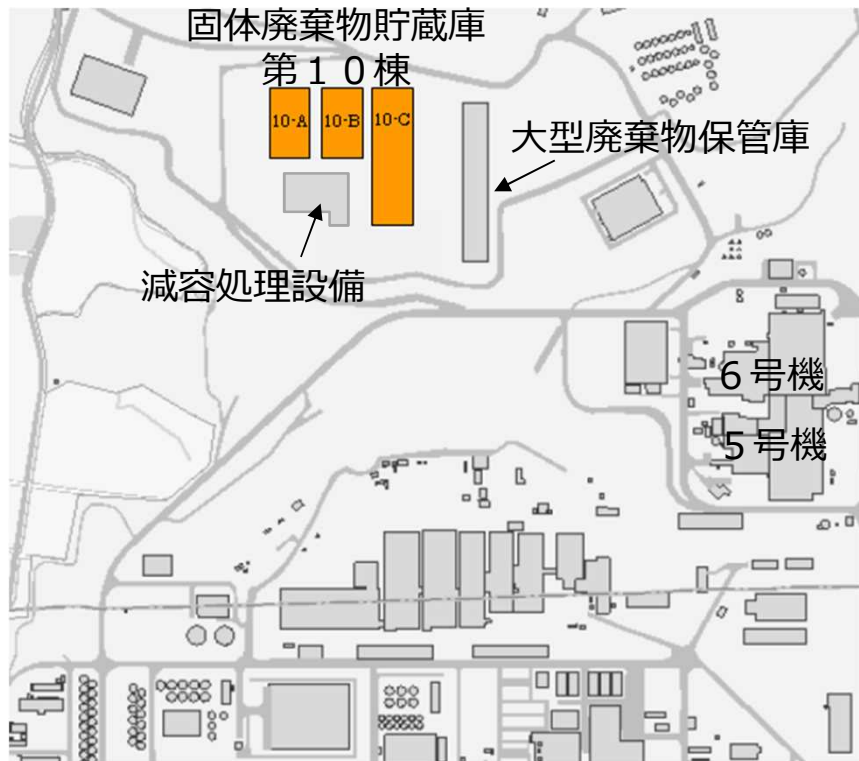 固体廃棄物貯蔵庫
第１０棟
10-A
10-B
10-C
大型廃棄物保管庫
減容処理設備
６号機
５号機